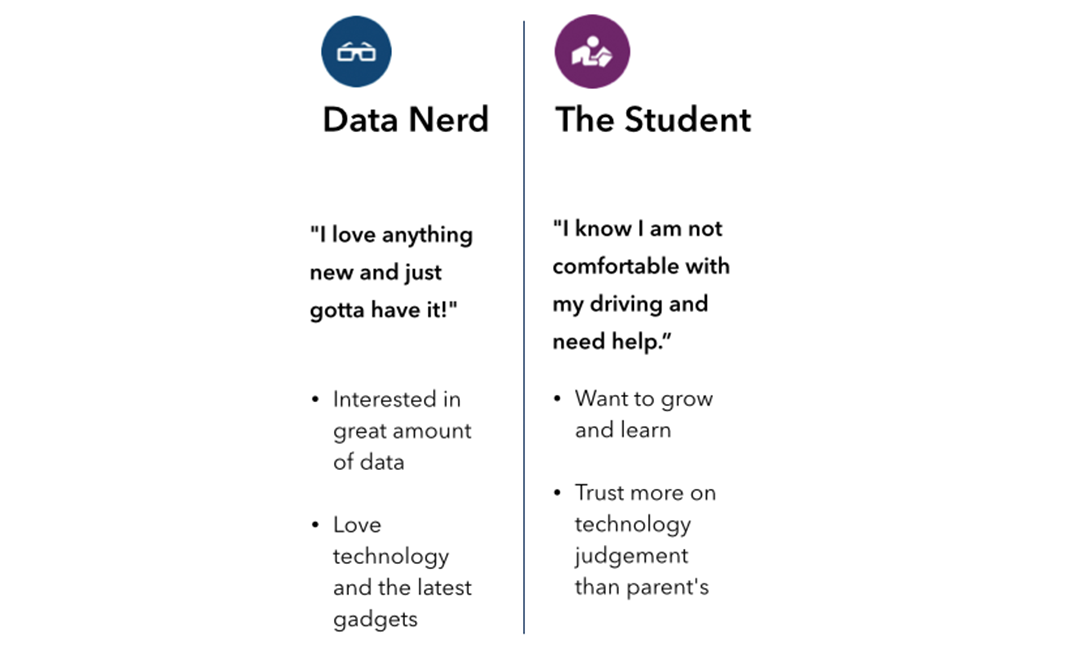 Data Nerd
"I love anything
new and just
gotta have it!"
• Interested in
great amount
of data
• Love
technology
and the latest
gadgets
The Student
"I know I am not
comfortable with
my driving and
need help.”
• Want to grow
and learn
• Trust more on
technology
judgement
than parent's